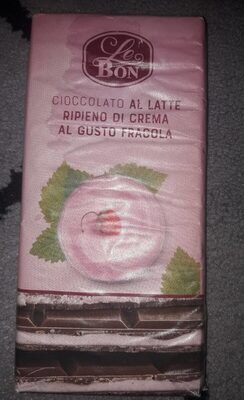 Le
BON
CIOCCOLATO AL LATTE
RIPIENO DI CREMA
AL GUSTO FRAGOLA